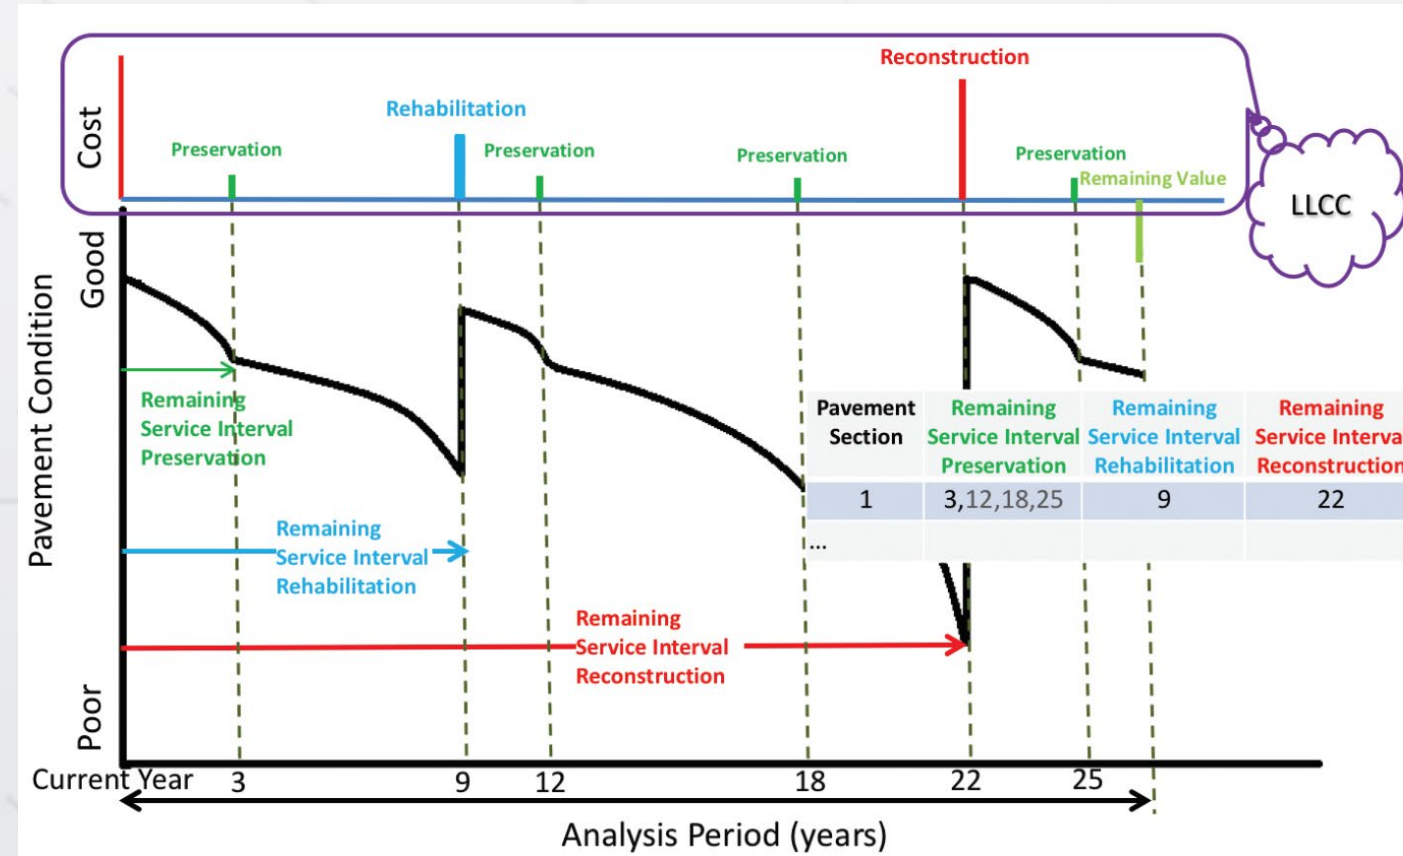 Reconstruction
Rehabilitation
Cost
Preservation
Preservation
Preservation
Preservation
Remaining Value
LLCC
Good
Pavement Condition
Poor
Remaining
Service Interval
Preservation
Remaining
Service Interval
Rehabilitation
Remaining
Service Interval
Reconstruction
Pavement
Section
Remaining
Service Interval
Preservation
Remaining
Service Interval
Rehabilitation
Remaining
Service Interva
Reconstruction
1
3,12,18,25
9
22
...
Current Year
3
9
12
18
22
25
Analysis Period (years)